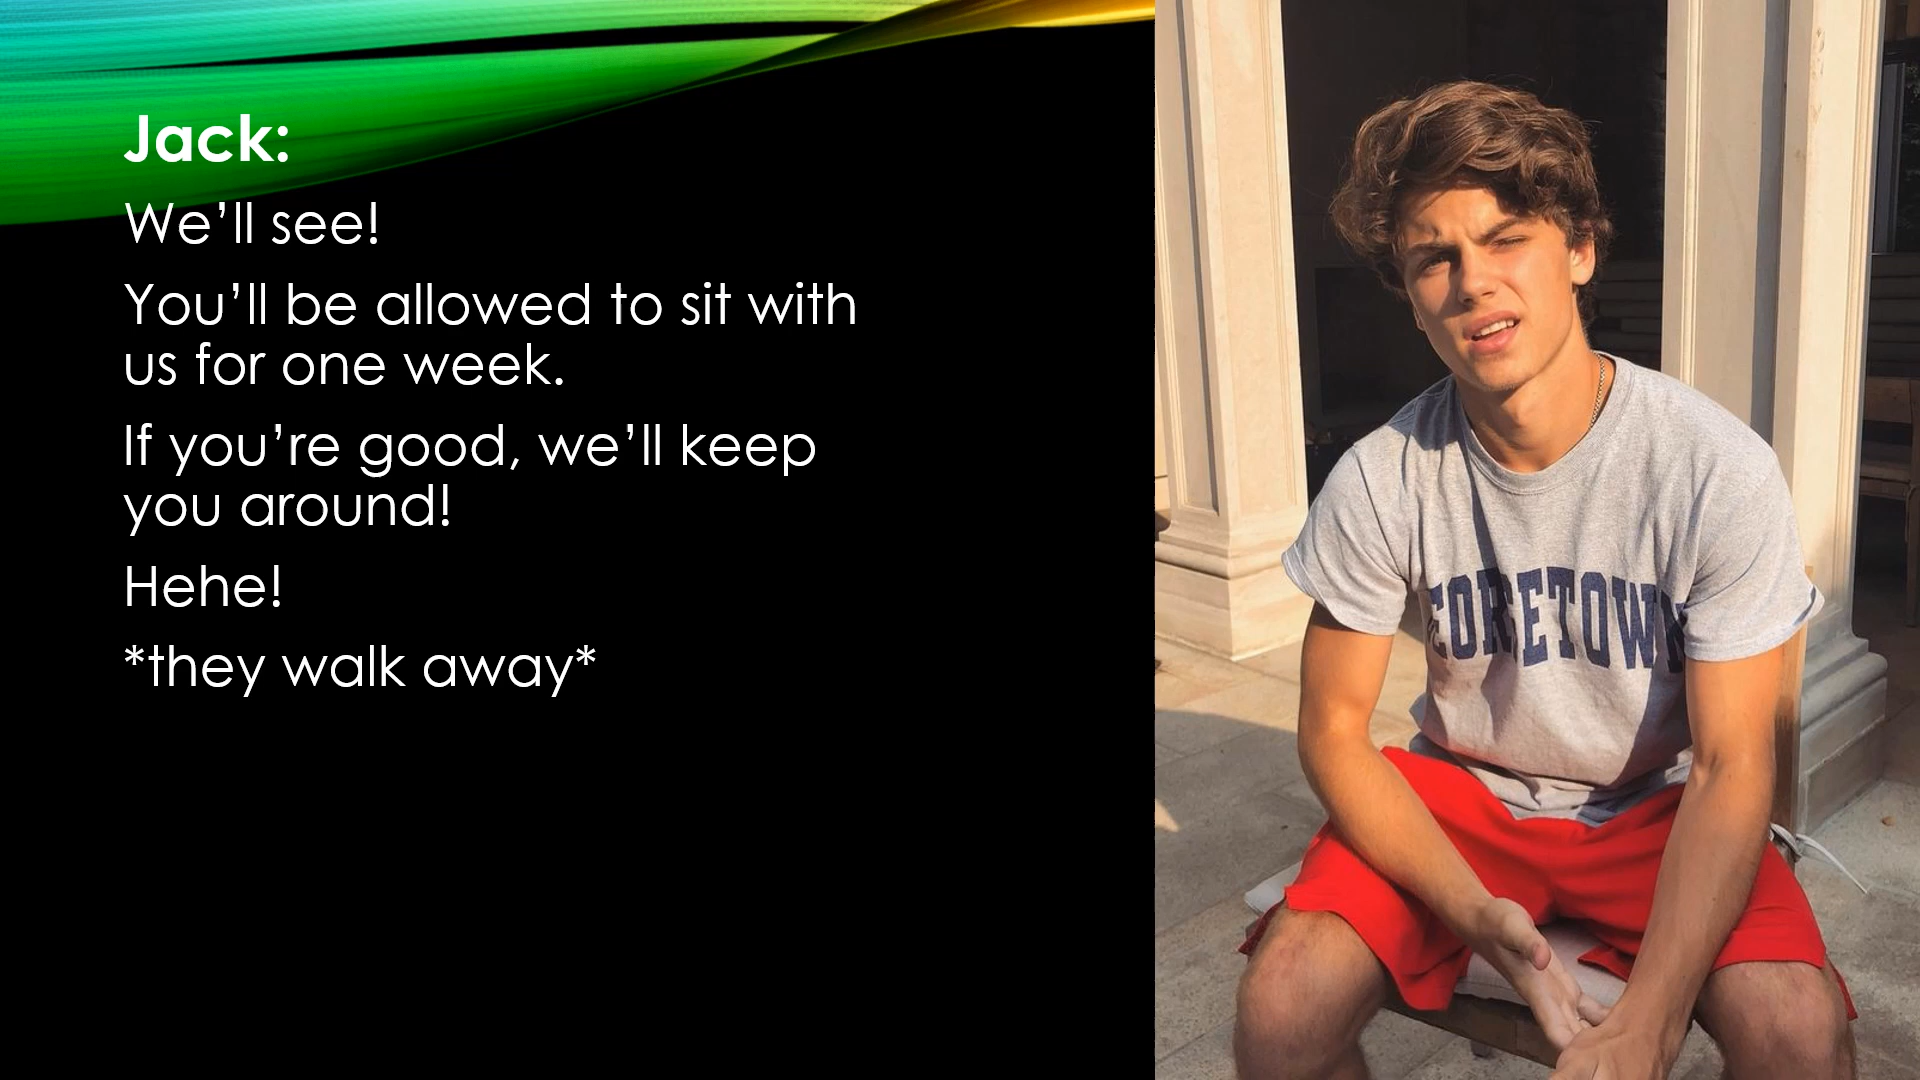 Jack:
We’ll see!
You’ll be allowed to sit with
us for one week.
If you’re good, we’ll keep
you around!
Hehe!
*they walk away*
EORGETOWN